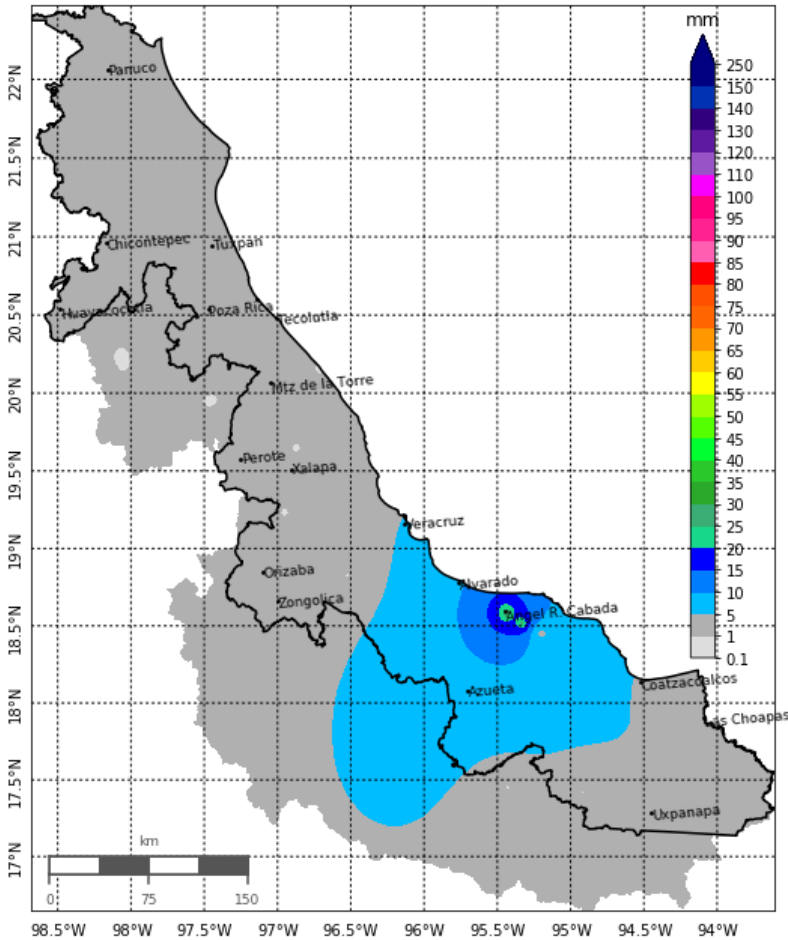 mm
250
150
140
130
120
110
100
95
90
85
80
75
70
65
60
55
50
45
40
35
30
25
20
15
10
5
1
0.1
22°N
21.5°N
21°N
20.5°N
20°N
19.5°N
19°N
18.5°N
18°N
17.5°N
17°N
Panuco
Chicontepec
Tuxpan
Huayacocotla
Poza Rica
Tecolutla
Mtz de la Torre
Perote
Xalapa
Veracruz
Orizaba
Alvarado
Zongolica
Angel R. Cabada
Azueta
Coatzacoalcos
as Choapas
Uxpanapa
km
0 75 150
98.5°W 98°W 97.5°W 97°W 96.5°W 96°W 95.5°W 95°W 94.5°W 94°W